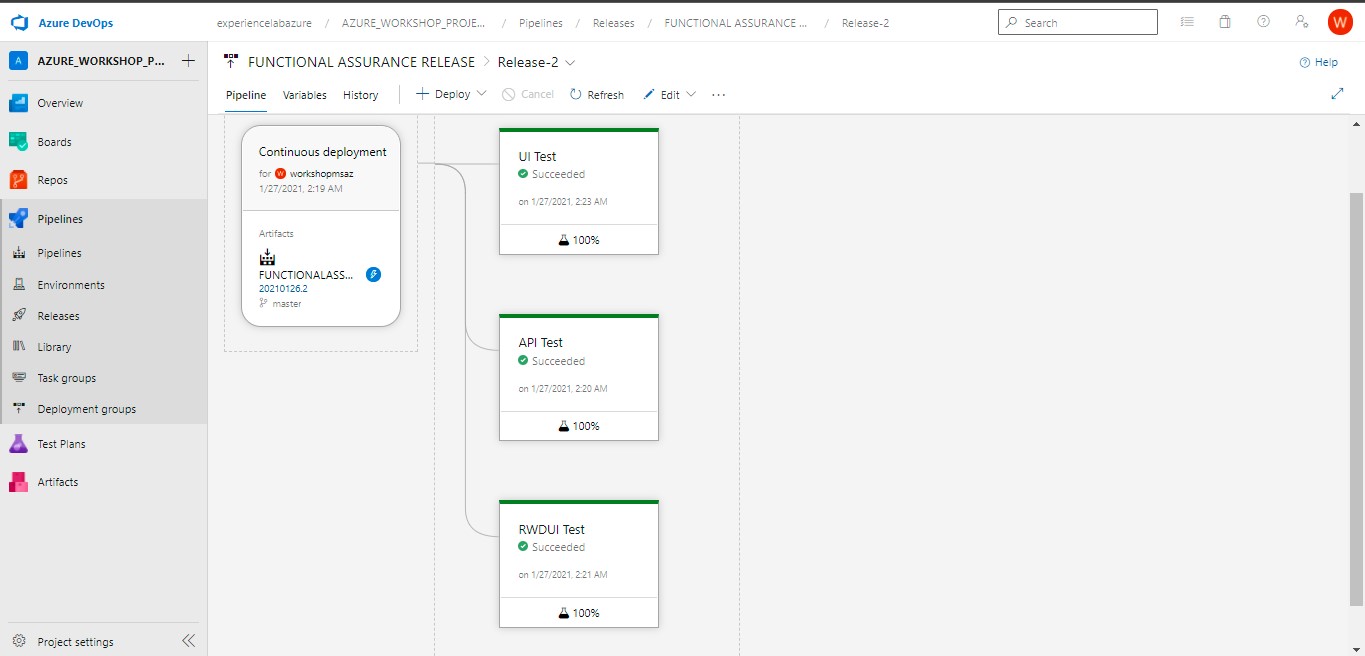 Azure DevOps
experiencelabazure / AZURE_WORKSHOP_PROJE... / Pipelines / Releases / FUNCTIONAL ASSURANCE ... / Release-2
Search
W
A AZURE_WORKSHOP_P... +
FUNCTIONAL ASSURANCE RELEASE > Release-2
Help
Pipeline Variables History
Deploy Cancel Refresh Edit ...
Overview
Boards
Repos
Pipelines
Pipelines
Environments
Releases
Library
Task groups
Deployment groups
Test Plans
Artifacts
Project settings
Continuous deployment
for W workshopmsaz
1/27/2021, 2:19 AM
Artifacts
FUNCTIONALASS...
20210126.2
master
UI Test
Succeeded
on 1/27/2021, 2:23 AM
100%
API Test
Succeeded
on 1/27/2021, 2:20 AM
100%
RWDUI Test
Succeeded
on 1/27/2021, 2:21 AM
100%